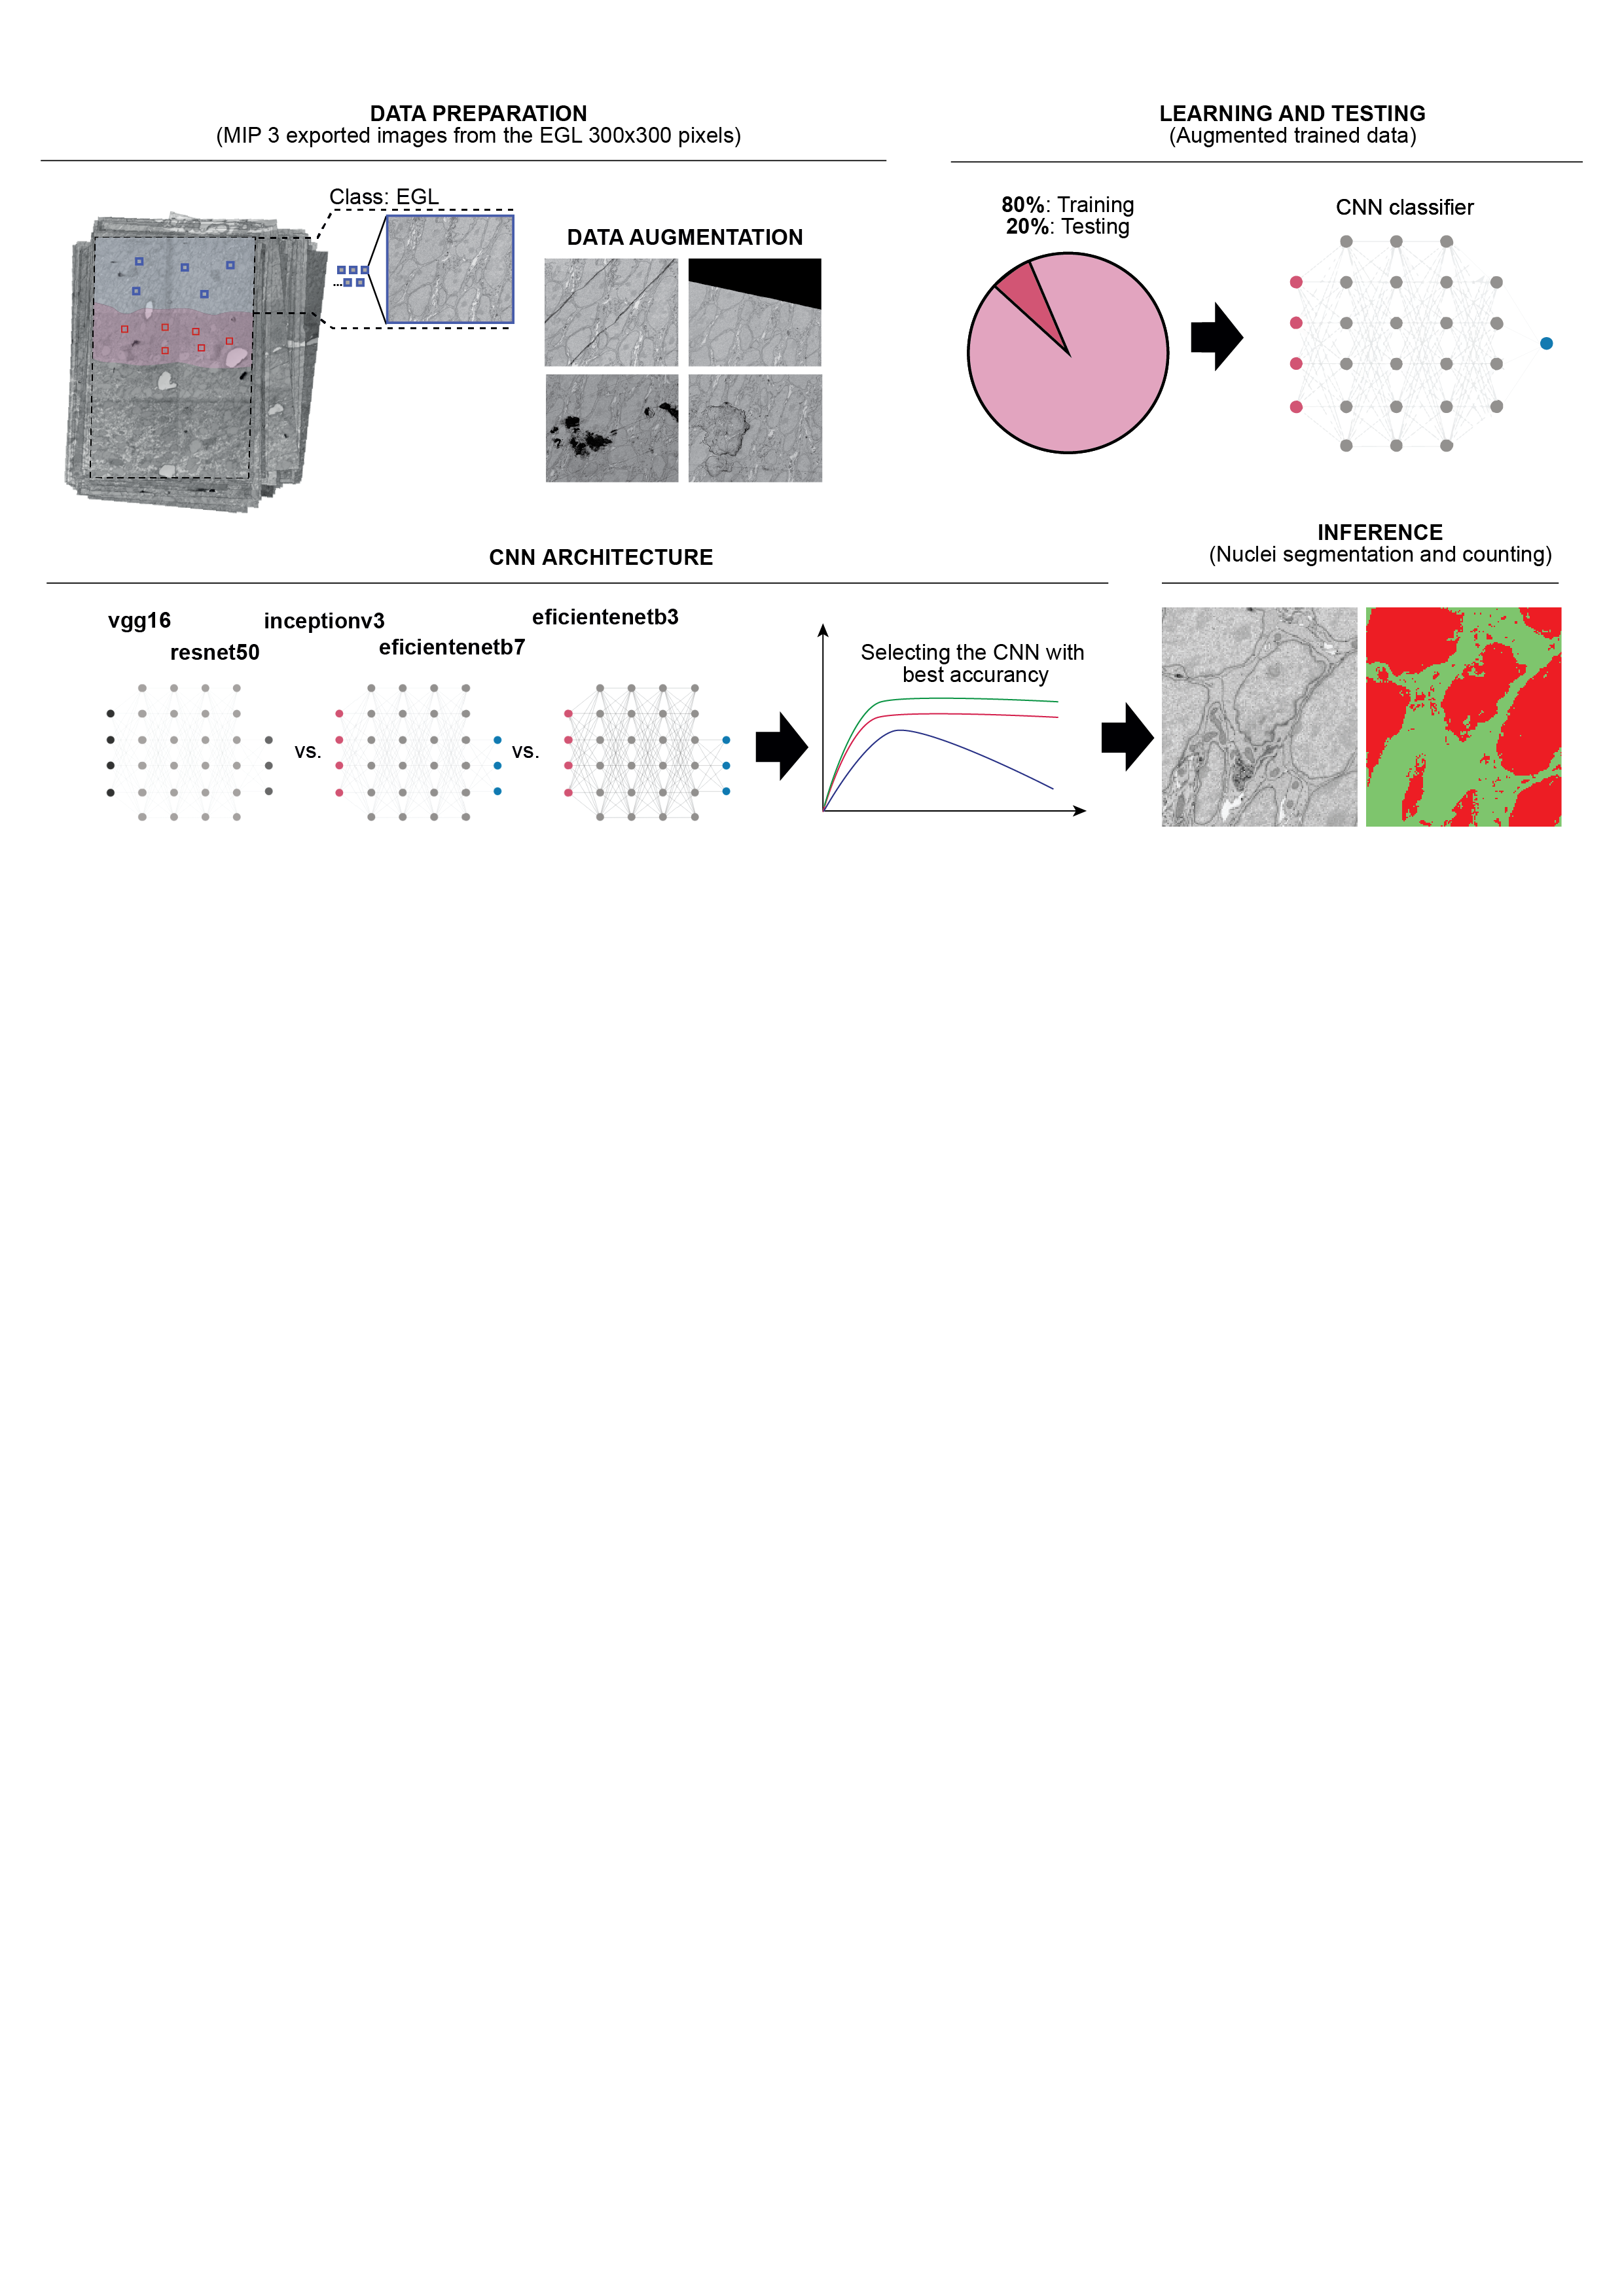 DATA PREPARATION
(MIP 3 exported images from the EGL 300x300 pixels)
Class: EGL
...
DATA AUGMENTATION
LEARNING AND TESTING
(Augmented trained data)
80%: Training
20%: Testing
CNN classifier
CNN ARCHITECTURE
vgg16
resnet50
inceptionv3
eficientenetb7
eficientenetb3
vs.
vs.
Selecting the CNN with
best accurancy
INFERENCE
(Nuclei segmentation and counting)